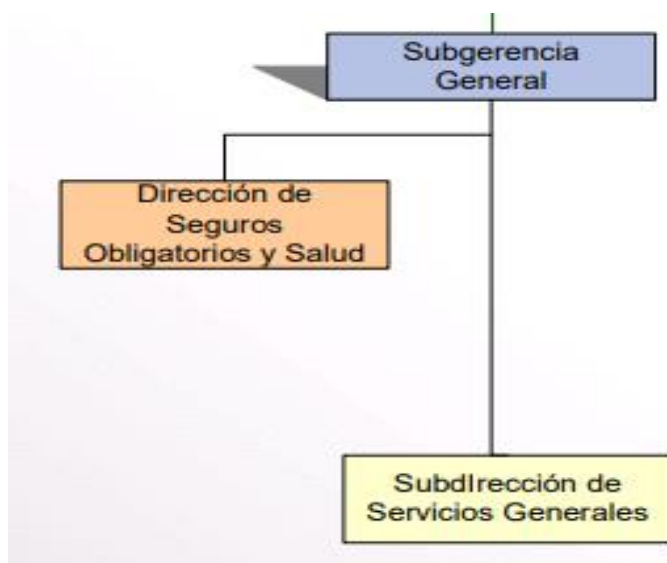 Subgerencia
General
Dirección de
Seguros
Obligatorios y Salud
SubdIrección de
Servicios Generales